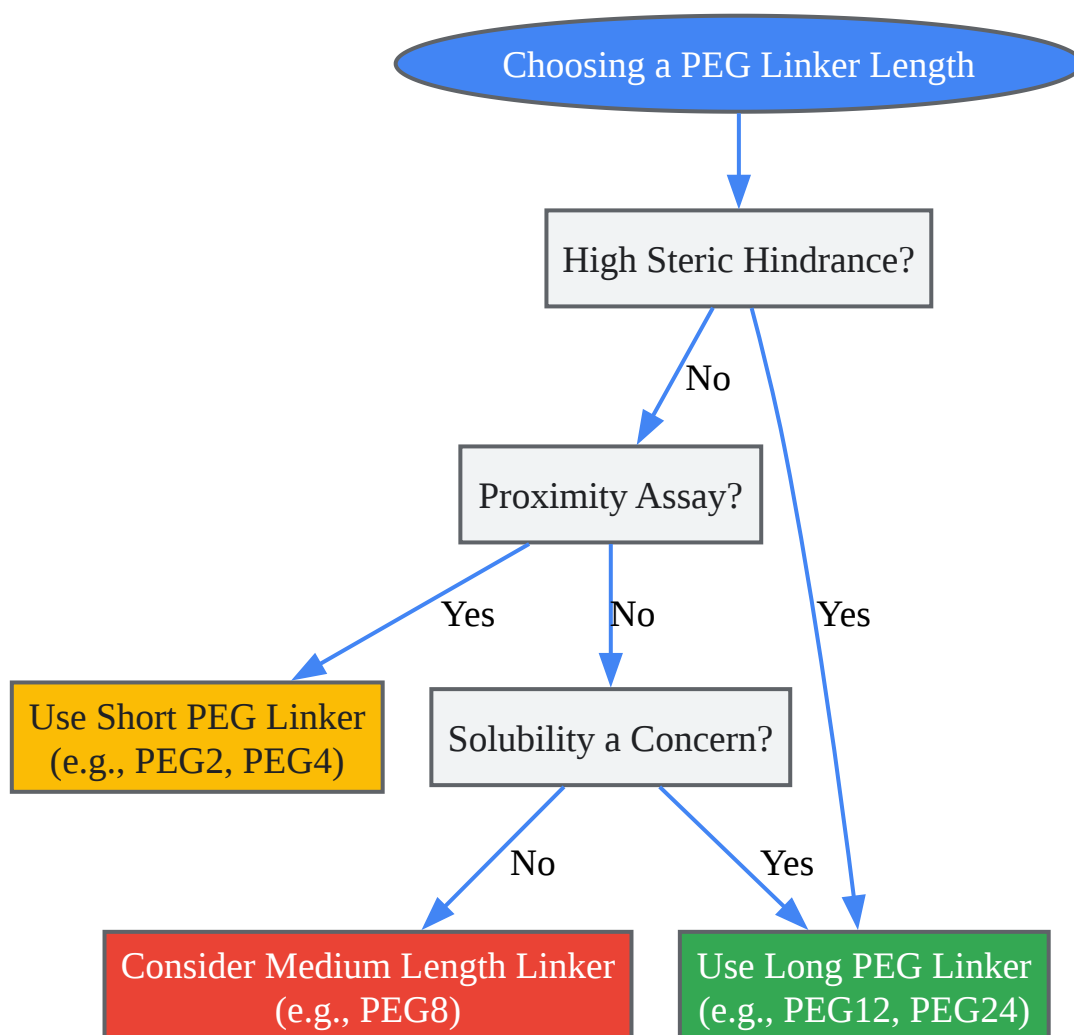 Choosing a PEG Linker Length
High Steric Hindrance?
No
Proximity Assay?
Yes
No
Yes
Use Short PEG Linker
(e.g., PEG2, PEG4)
Solubility a Concern?
No
Yes
Consider Medium Length Linker
(e.g., PEG8)
Use Long PEG Linker
(e.g., PEG12, PEG24)